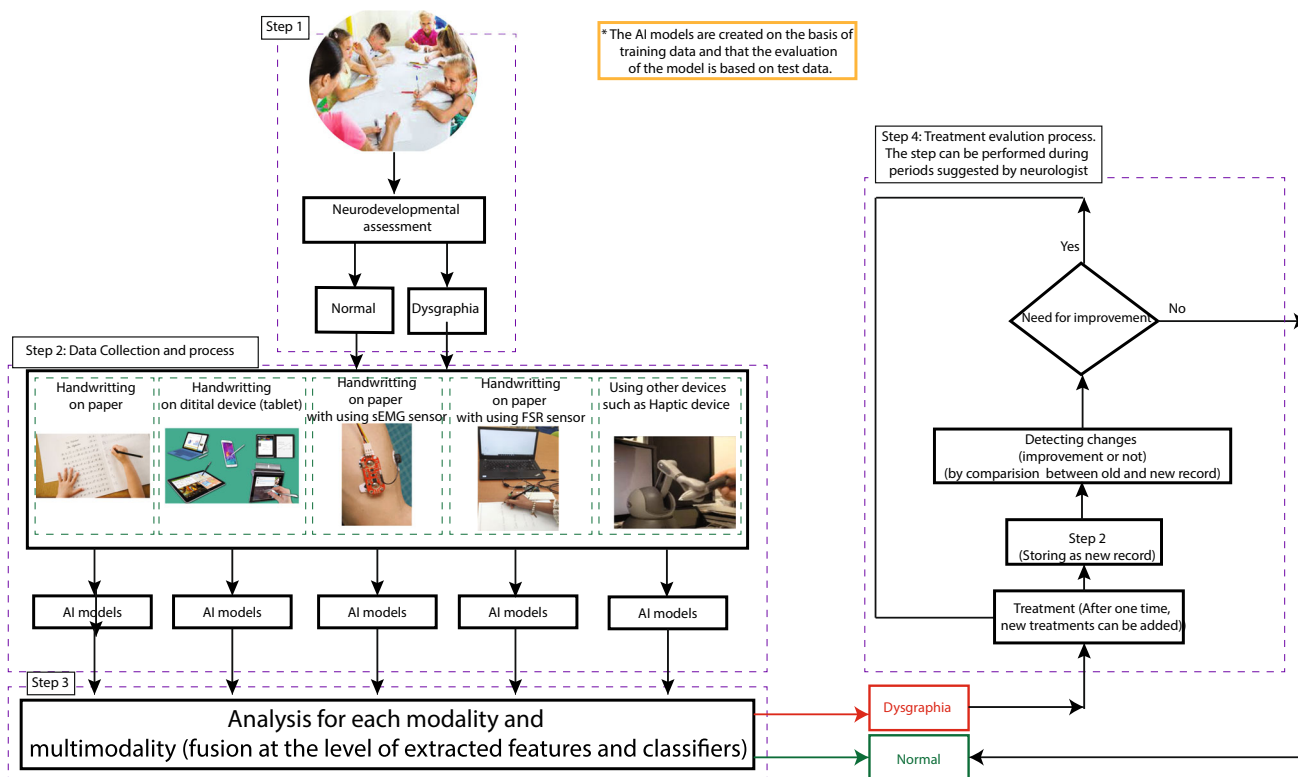 Step 1
* The AI models are created on the basis of
training data and that the evaluation
of the model is based on test data.
Neurodevelopmental
assessment
Normal
Dysgraphia
Step 2: Data Collection and process
Handwritting
on paper
Handwritting
on ditital device (tablet)
Handwritting
on paper
with using sEMG sensor
Handwritting
on paper
with using FSR sensor
Using other devices
such as Haptic device
AI models
AI models
AI models
AI models
AI models
Step 3
Analysis for each modality and
multimodality (fusion at the level of extracted features and classifiers)
Dysgraphia
Normal
Step 4: Treatment evalution process.
The step can be performed during
periods suggested by neurologist
Yes
Need for improvement
No
Detecting changes
(improvement or not)
(by comparision between old and new record)
Step 2
(Storing as new record)
Treatment (After one time,
new treatments can be added))